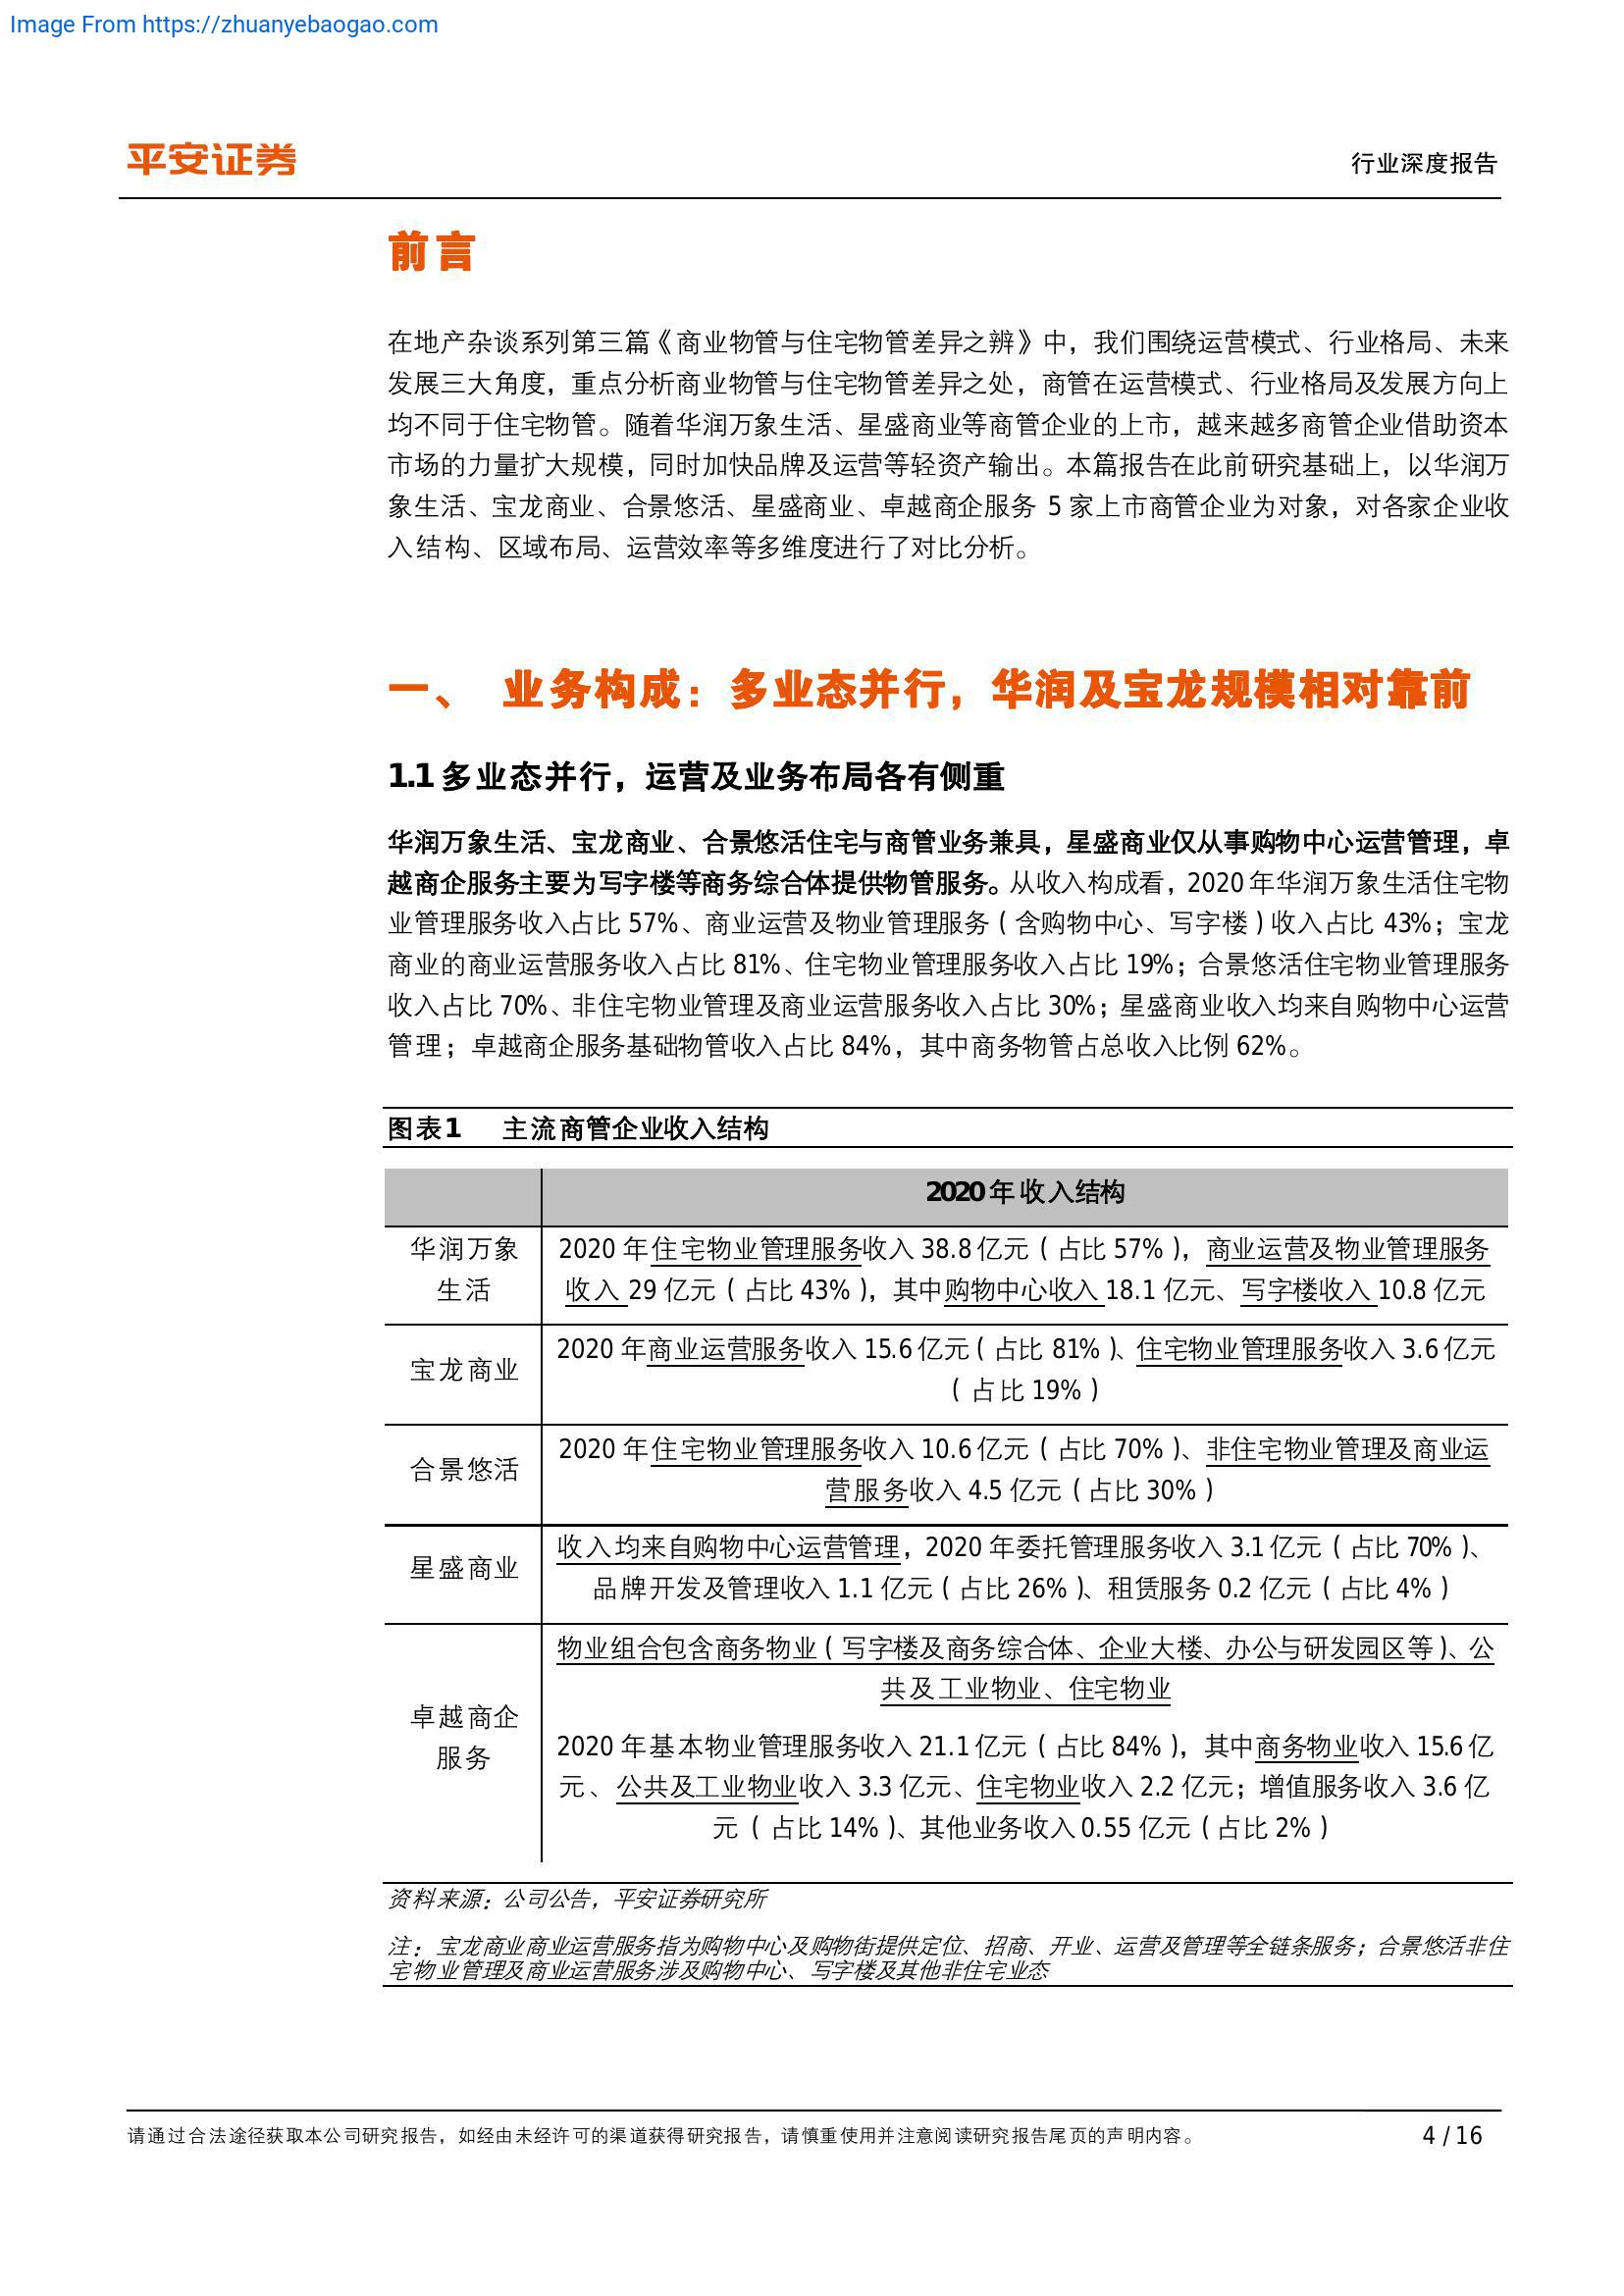 Image From https://zhuanyebaogao.com
平安证券
行业深度报告
前言
在地产杂谈系列第三篇《商业物管与住宅物管差异之辨》中，我们围绕运营模式、行业格局、未来
发展三大角度，重点分析商业物管与住宅物管差异之处，商管在运营模式、行业格局及发展方向上
均不同于住宅物管。随着华润万象生活、星盛商业等商管企业的上市，越来越多商管企业借助资本
市场的力量扩大规模，同时加快品牌及运营等轻资产输出。本篇报告在此前研究基础上，以华润万
象生活、宝龙商业、合景悠活、星盛商业、卓越商企服务 5 家上市商管企业为对象，对各家企业收
入结构、区域布局、运营效率等多维度进行了对比分析。
一、 业务构成：多业态并行，华润及宝龙规模相对靠前
1.1 多业态并行，运营及业务布局各有侧重
华润万象生活、宝龙商业、合景悠活住宅与商管业务兼具，星盛商业仅从事购物中心运营管理，卓
越商企服务主要为写字楼等商务综合体提供物管服务。从收入构成看，2020 年华润万象生活住宅物
业管理服务收入占比 57%、商业运营及物业管理服务（含购物中心、写字楼）收入占比 43%；宝龙
商业的商业运营服务收入占比 81%、住宅物业管理服务收入占比 19%；合景悠活住宅物业管理服务
收入占比 70%、非住宅物业管理及商业运营服务收入占比 30%；星盛商业收入均来自购物中心运营
管理；卓越商企服务基础物管收入占比 84%，其中商务物管占总收入比例 62%。
图表1 主流商管企业收入结构
2020 年收入结构
华润万象
生活
2020 年住宅物业管理服务收入 38.8 亿元（占比 57%），商业运营及物业管理服务
收入 29 亿元（占比 43%），其中购物中心收入 18.1 亿元、写字楼收入 10.8 亿元
宝龙商业
2020 年商业运营服务收入 15.6 亿元（占比 81%）、住宅物业管理服务收入 3.6 亿元
（占比 19%）
合景悠活
2020 年住宅物业管理服务收入 10.6 亿元（占比 70%）、非住宅物业管理及商业运
营服务收入 4.5 亿元（占比 30%）
星盛商业
收入均来自购物中心运营管理，2020 年委托管理服务收入 3.1 亿元（占比 70%）、
品牌开发及管理收入 1.1 亿元（占比 26%）、租赁服务 0.2 亿元（占比 4%）
卓越商企
服务
物业组合包含商务物业（写字楼及商务综合体、企业大楼、办公与研发园区等）、公
共及工业物业、住宅物业
2020 年基本物业管理服务收入 21.1 亿元（占比 84%），其中商务物业收入 15.6 亿
元、公共及工业物业收入 3.3 亿元、住宅物业收入 2.2 亿元；增值服务收入 3.6 亿
元（占比 14%）、其他业务收入 0.55 亿元（占比 2%）
资料来源：公司公告，平安证券研究所
注：宝龙商业商业运营服务指为购物中心及购物街提供定位、招商、开业、运营及管理等全链条服务；合景悠活非住
宅物业管理及商业运营服务涉及购物中心、写字楼及其他非住宅业态
请通过合法途径获取本公司研究报告，如经由未经许可的渠道获得研究报告，请慎重使用并注意阅读研究报告尾页的声明内容。
4 / 16